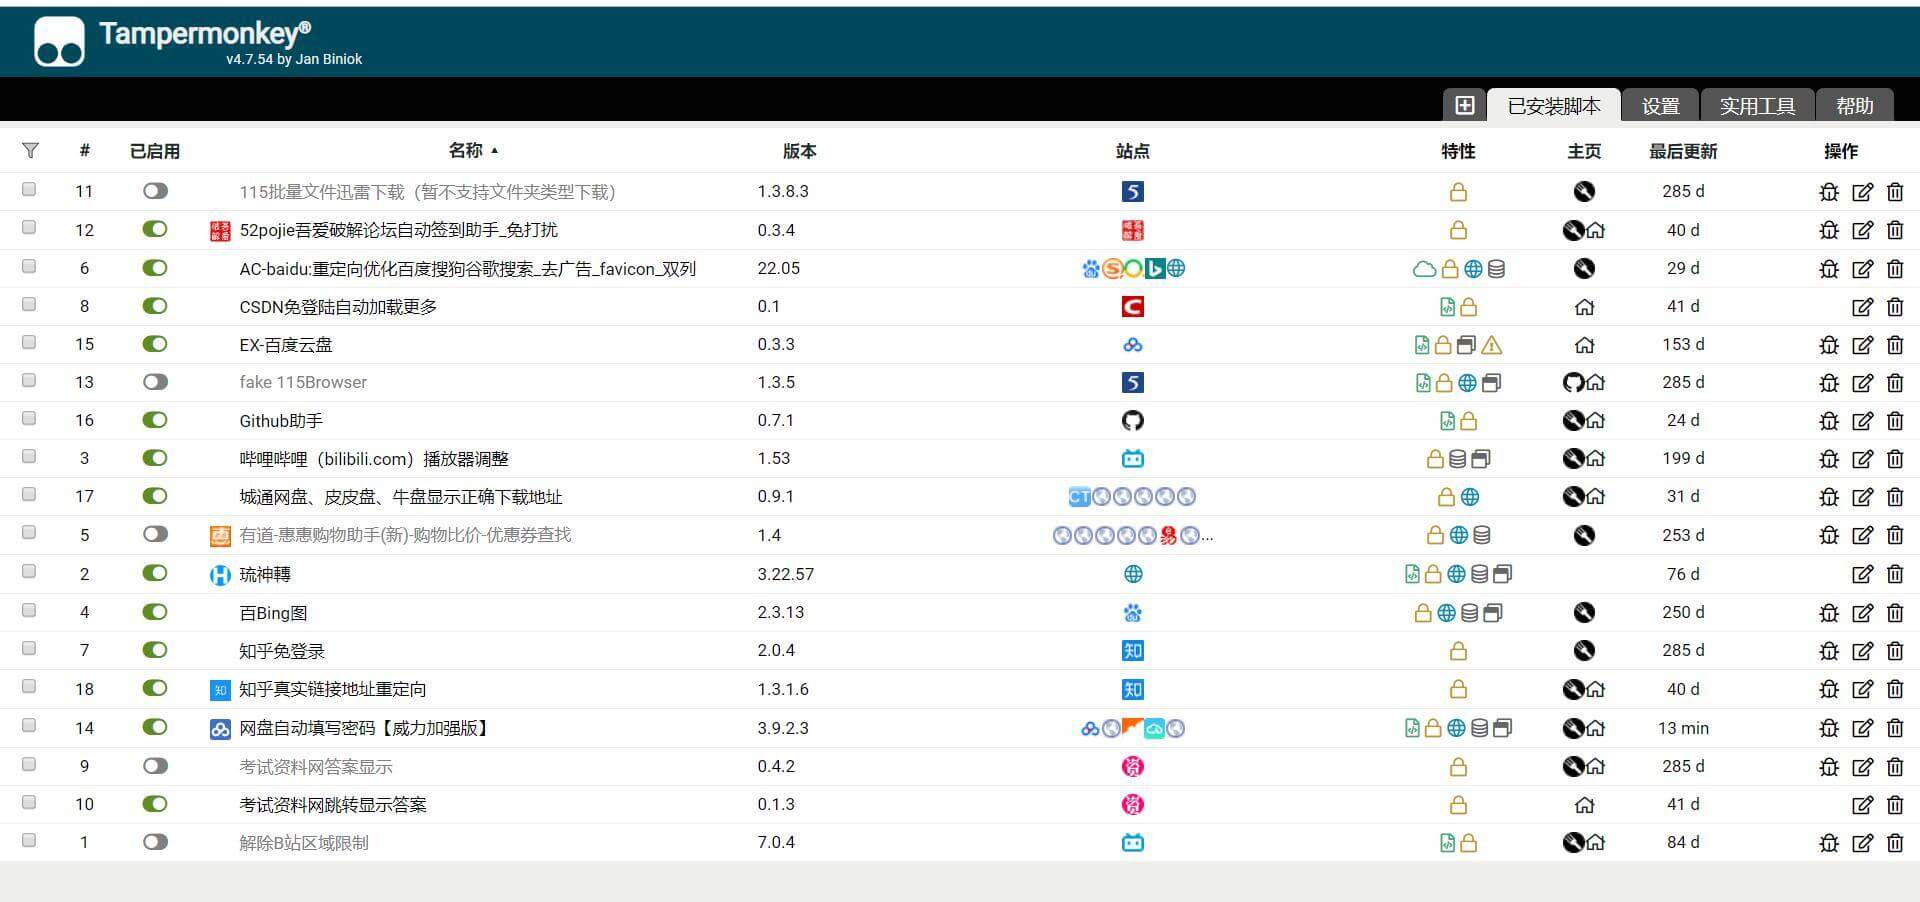 Tampermonkey®
v4.7.54 by Jan Biniok
已安装脚本 设置 实用工具 帮助
# 已启用 名称 ▲ 版本 站点 特性 主页 最后更新 操作
11 115批量文件迅雷下载（暂不支持文件夹类型下载） 1.3.8.3 285 d
12 52pojie吾爱破解论坛自动签到助手_免打扰 0.3.4 40 d
6 AC-baidu:重定向优化百度搜狗谷歌搜索_去广告_favicon_双列 22.05 29 d
8 CSDN免登陆自动加载更多 0.1 41 d
15 EX-百度云盘 0.3.3 153 d
13 fake 115Browser 1.3.5 285 d
16 Github助手 0.7.1 24 d
3 哔哩哔哩（bilibili.com）播放器调整 1.53 199 d
17 城通网盘、皮皮盘、牛盘显示正确下载地址 0.9.1 CT 31 d
5 有道-惠惠购物助手(新)-购物比价-优惠券查找 1.4 易 ... 253 d
2 琉神轉 3.22.57 76 d
4 百Bing图 2.3.13 250 d
7 知乎免登录 2.0.4 知 285 d
18 知 知乎真实链接地址重定向 1.3.1.6 知 40 d
14 网盘自动填写密码【威力加强版】 3.9.2.3 13 min
9 考试资料网答案显示 0.4.2 资 285 d
10 考试资料网跳转显示答案 0.1.3 资 41 d
1 解除B站区域限制 7.0.4 84 d